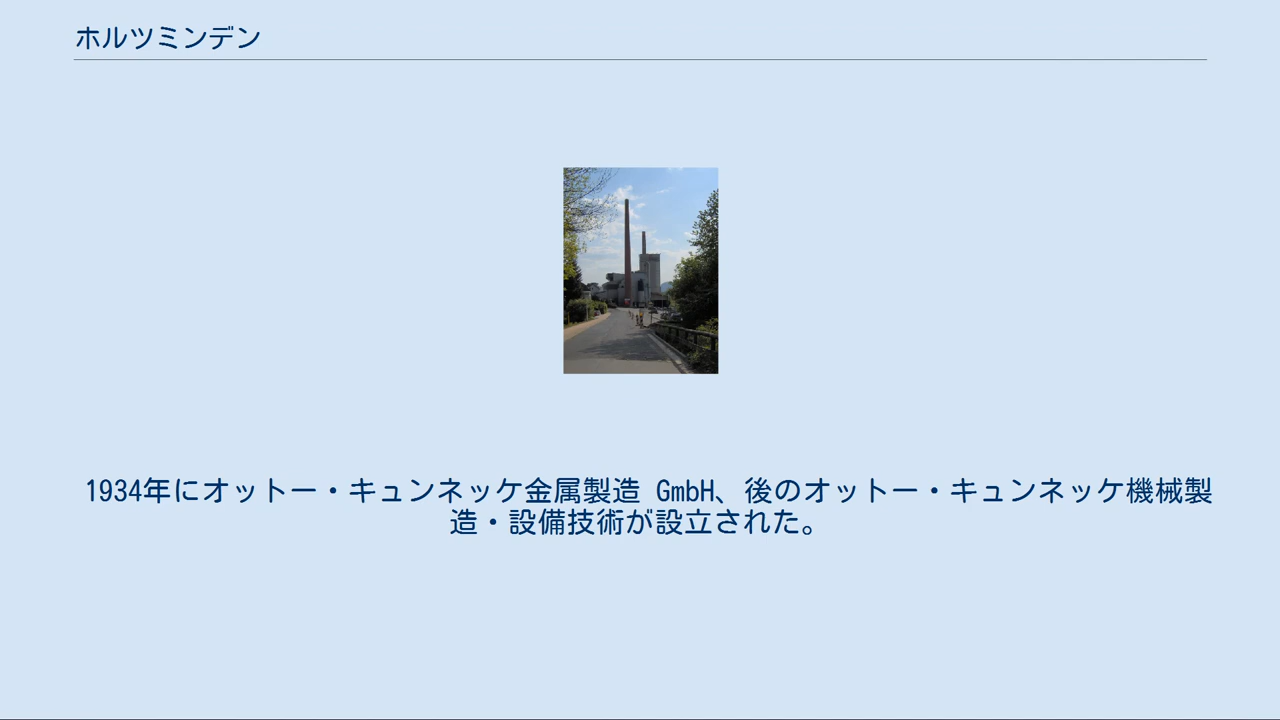 ホルツミンデン
1934年にオットー・キュンネッケ金属製造 GmbH、後のオットー・キュンネッケ機械製
造・設備技術が設立された。